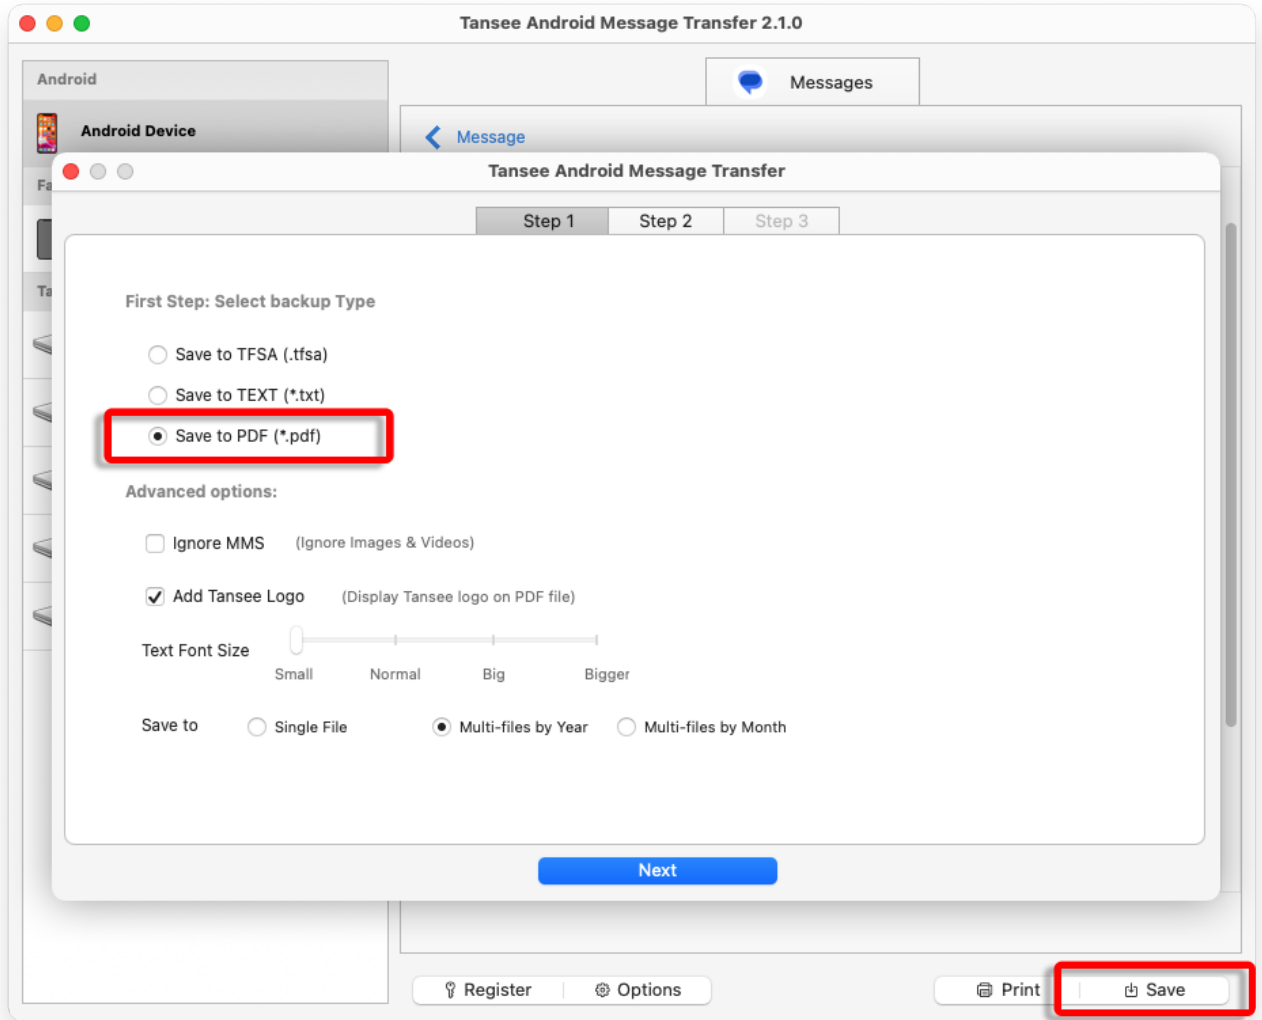 Tansee Android Message Transfer 2.1.0
Android
Messages
Android Device
Message
Tansee Android Message Transfer
Fa
Step 1 Step 2 Step 3
Ta
First Step: Select backup Type
Save to TFSA (.tfsa)
Save to TEXT (*.txt)
Save to PDF (*.pdf)
Advanced options:
Ignore MMS (Ignore Images & Videos)
Add Tansee Logo (Display Tansee logo on PDF file)
Text Font Size
Small Normal Big Bigger
Save to Single File Multi-files by Year Multi-files by Month
Next
Register Options Print Save